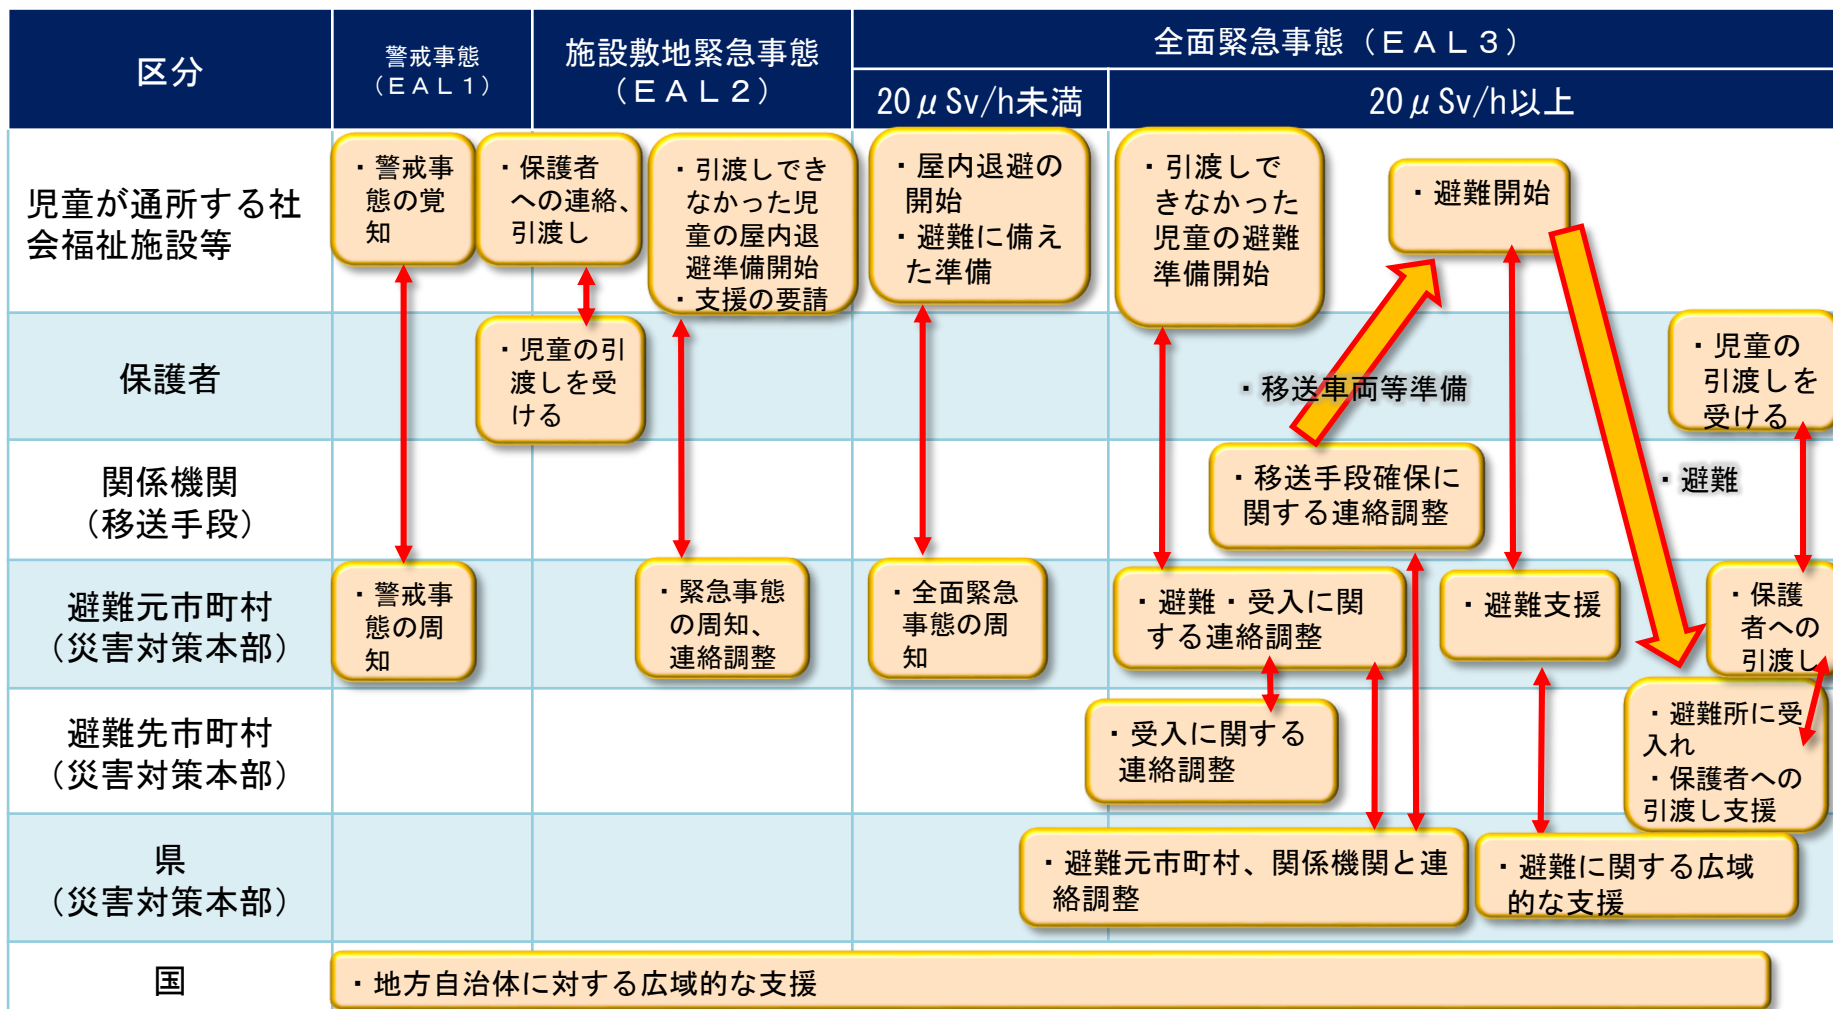 区分
警戒事態
（ＥＡＬ１）
施設敷地緊急事態
（ＥＡＬ２）
全面緊急事態（ＥＡＬ３）
20μSv/h未満
20μSv/h以上
児童が通所する社
会福祉施設等
・警戒事
態の覚
知
・保護者
への連絡、
引渡し
・引渡しでき
なかった児
童の屋内退
避準備開始
・支援の要請
・屋内退避の
開始
・避難に備え
た準備
・引渡しで
きなかった
児童の避難
準備開始
・避難開始
保護者
・児童の引
渡しを受
ける
・移送車両等準備
・児童の
引渡しを
受ける
関係機関
（移送手段）
・移送手段確保に
関する連絡調整
・避難
避難元市町村
（災害対策本部）
・警戒事
態の周
知
・緊急事態
の周知、
連絡調整
・全面緊急
事態の周
知
・避難・受入に関
する連絡調整
・避難支援
・保護
者への
引渡し
避難先市町村
（災害対策本部）
・受入に関する
連絡調整
・避難所に受
入れ
・保護者への
引渡し支援
県
（災害対策本部）
・避難元市町村、関係機関と連
絡調整
・避難に関する広域
的な支援
国
・地方自治体に対する広域的な支援